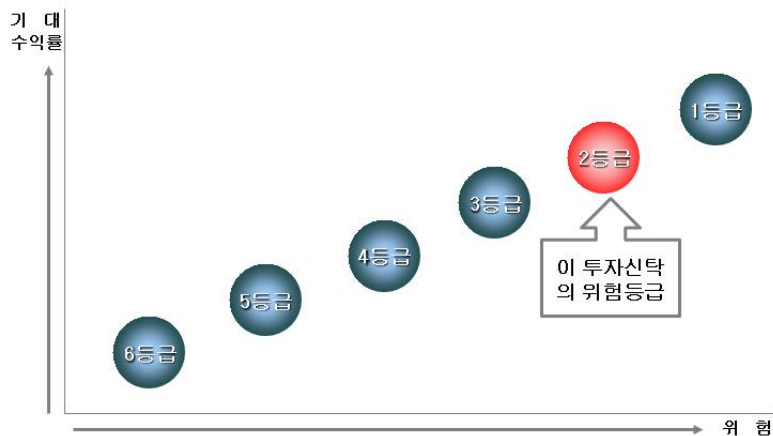 기 대
수익률
1등급
2등급
3등급
4등급
5등급
6등급
이 투자신탁
의 위험등급
위 험